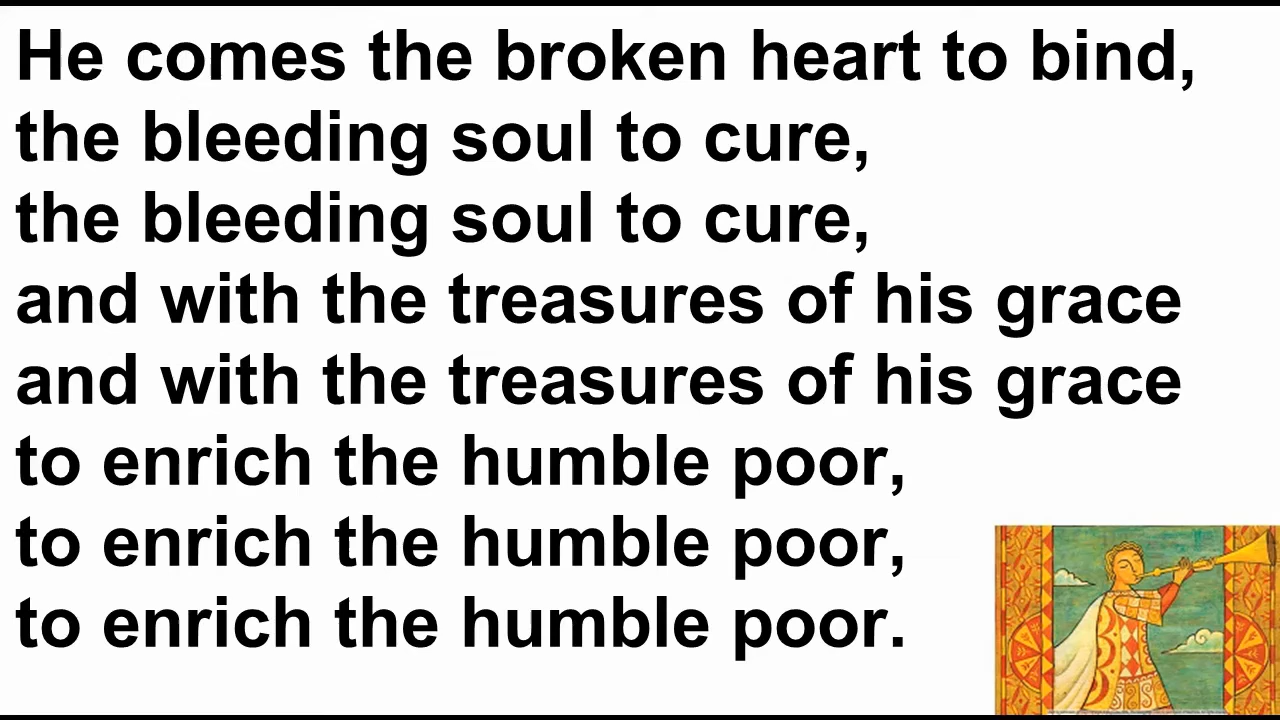 He comes the broken heart to bind,
the bleeding soul to cure,
the bleeding soul to cure,
and with the treasures of his grace
and with the treasures of his grace
to enrich the humble poor,
to enrich the humble poor,
to enrich the humble poor.